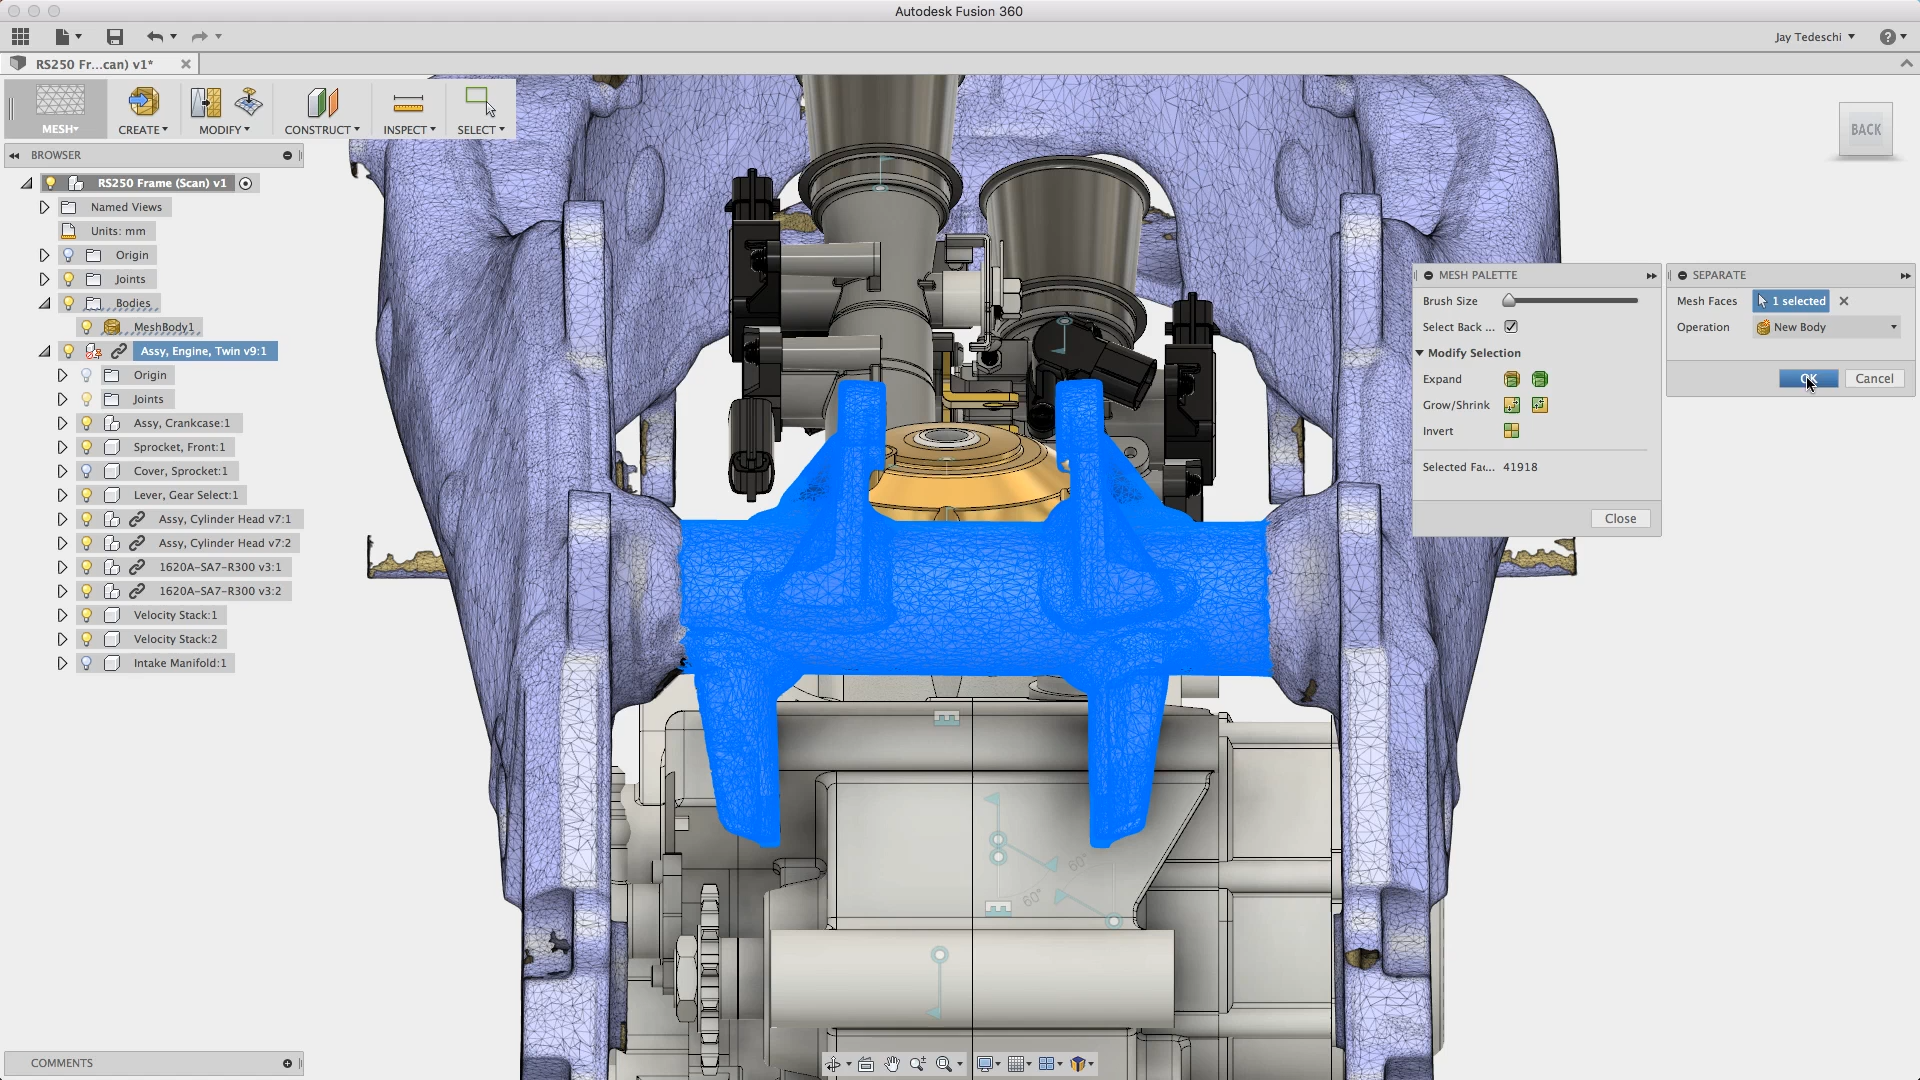 Autodesk Fusion 360
Jay Tedeschi
RS250 Fr...can) v1*
MESH
CREATE
MODIFY
CONSTRUCT
INSPECT
SELECT
BACK
BROWSER
RS250 Frame (Scan) v1
Named Views
Units: mm
Origin
Joints
Bodies
MeshBody1
Assy, Engine, Twin v9:1
Origin
Joints
Assy, Crankcase:1
Sprocket, Front:1
Cover, Sprocket:1
Lever, Gear Select:1
Assy, Cylinder Head v7:1
Assy, Cylinder Head v7:2
1620A-SA7-R300 v3:1
1620A-SA7-R300 v3:2
Velocity Stack:1
Velocity Stack:2
Intake Manifold:1
MESH PALETTE
Brush Size
Select Back ...
Modify Selection
Expand
Grow/Shrink
Invert
Selected Fa... 41918
Close
SEPARATE
Mesh Faces 1 selected
Operation New Body
OK Cancel
60°
60°
COMMENTS